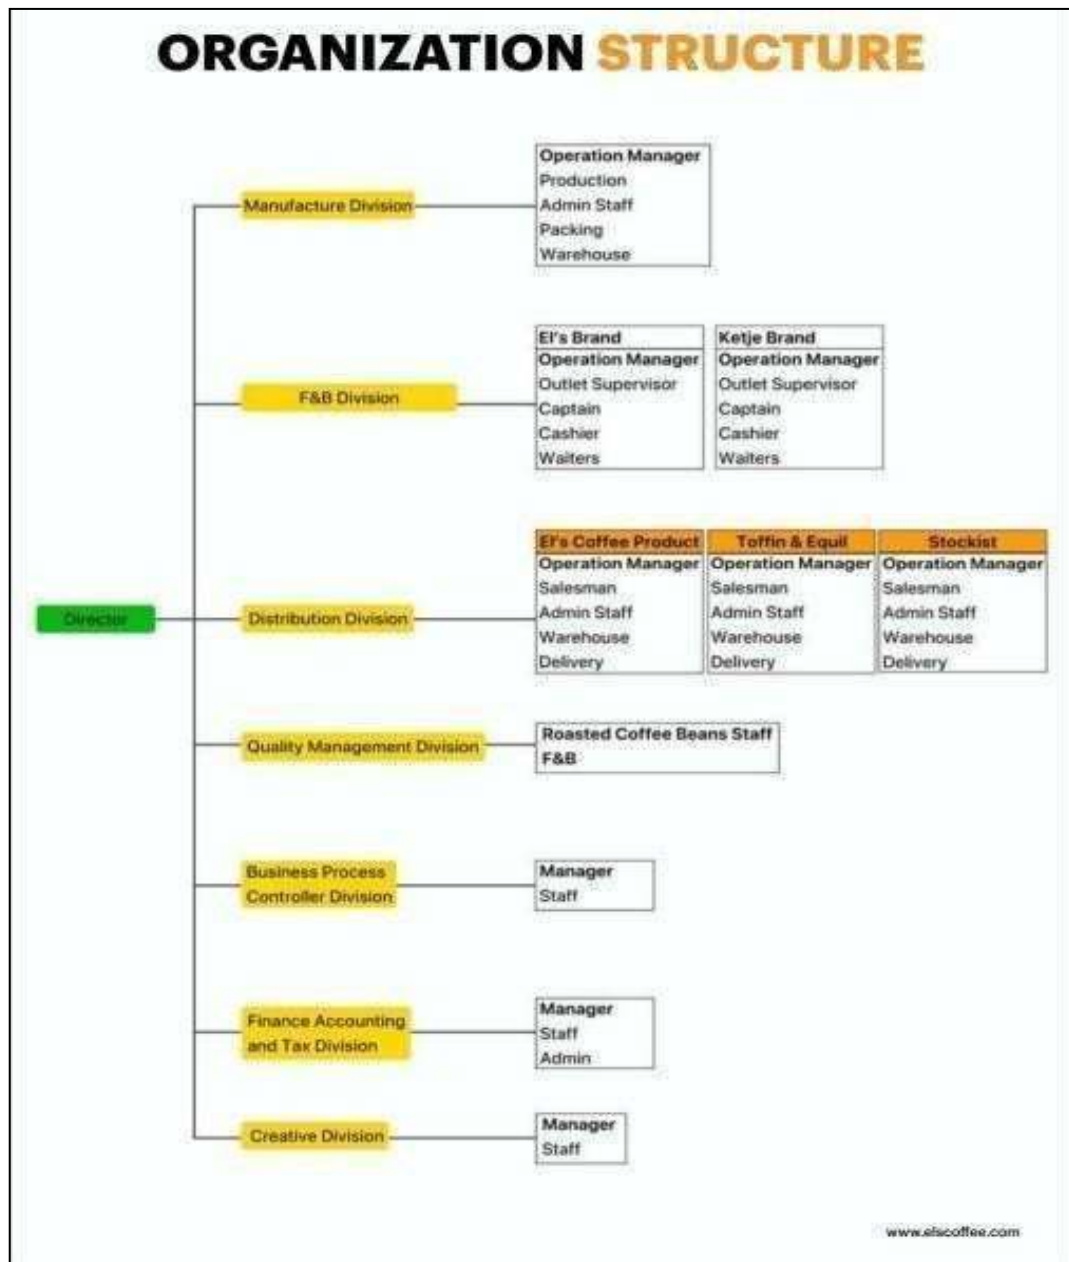 ORGANIZATION STRUCTURE
Manufacture Division
Operation Manager
Production
Admin Staff
Packing
Warehouse
F&B Division
El's Brand
Operation Manager
Outlet Supervisor
Captain
Cashier
Waiters
Ketje Brand
Operation Manager
Outlet Supervisor
Captain
Cashier
Waiters
Director
Distribution Division
El's Coffee Product
Operation Manager
Salesman
Admin Staff
Warehouse
Delivery
Toffin & Equil
Operation Manager
Salesman
Admin Staff
Warehouse
Delivery
Stockist
Operation Manager
Salesman
Admin Staff
Warehouse
Delivery
Quality Management Division
Roasted Coffee Beans Staff
F&B
Business Process
Controller Division
Manager
Staff
Finance Accounting
and Tax Division
Manager
Staff
Admin
Creative Division
Manager
Staff
www.elscoffee.com